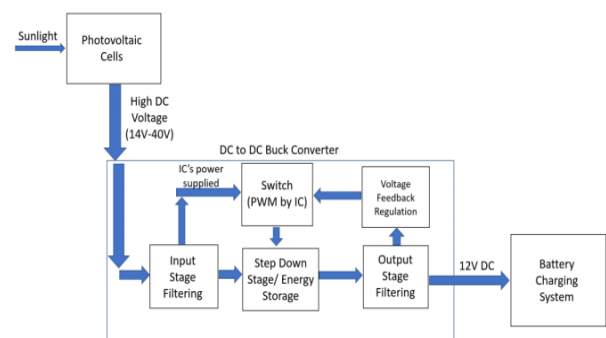 Sunlight
Photovoltaic
Cells
High DC
Voltage
(14V-40V)
DC to DC Buck Converter
IC's power
supplied
Switch
(PWM by IC)
Voltage
Feedback
Regulation
Input
Stage
Filtering
Step Down
Stage/ Energy
Storage
Output
Stage
Filtering
12V DC
Battery
Charging
System